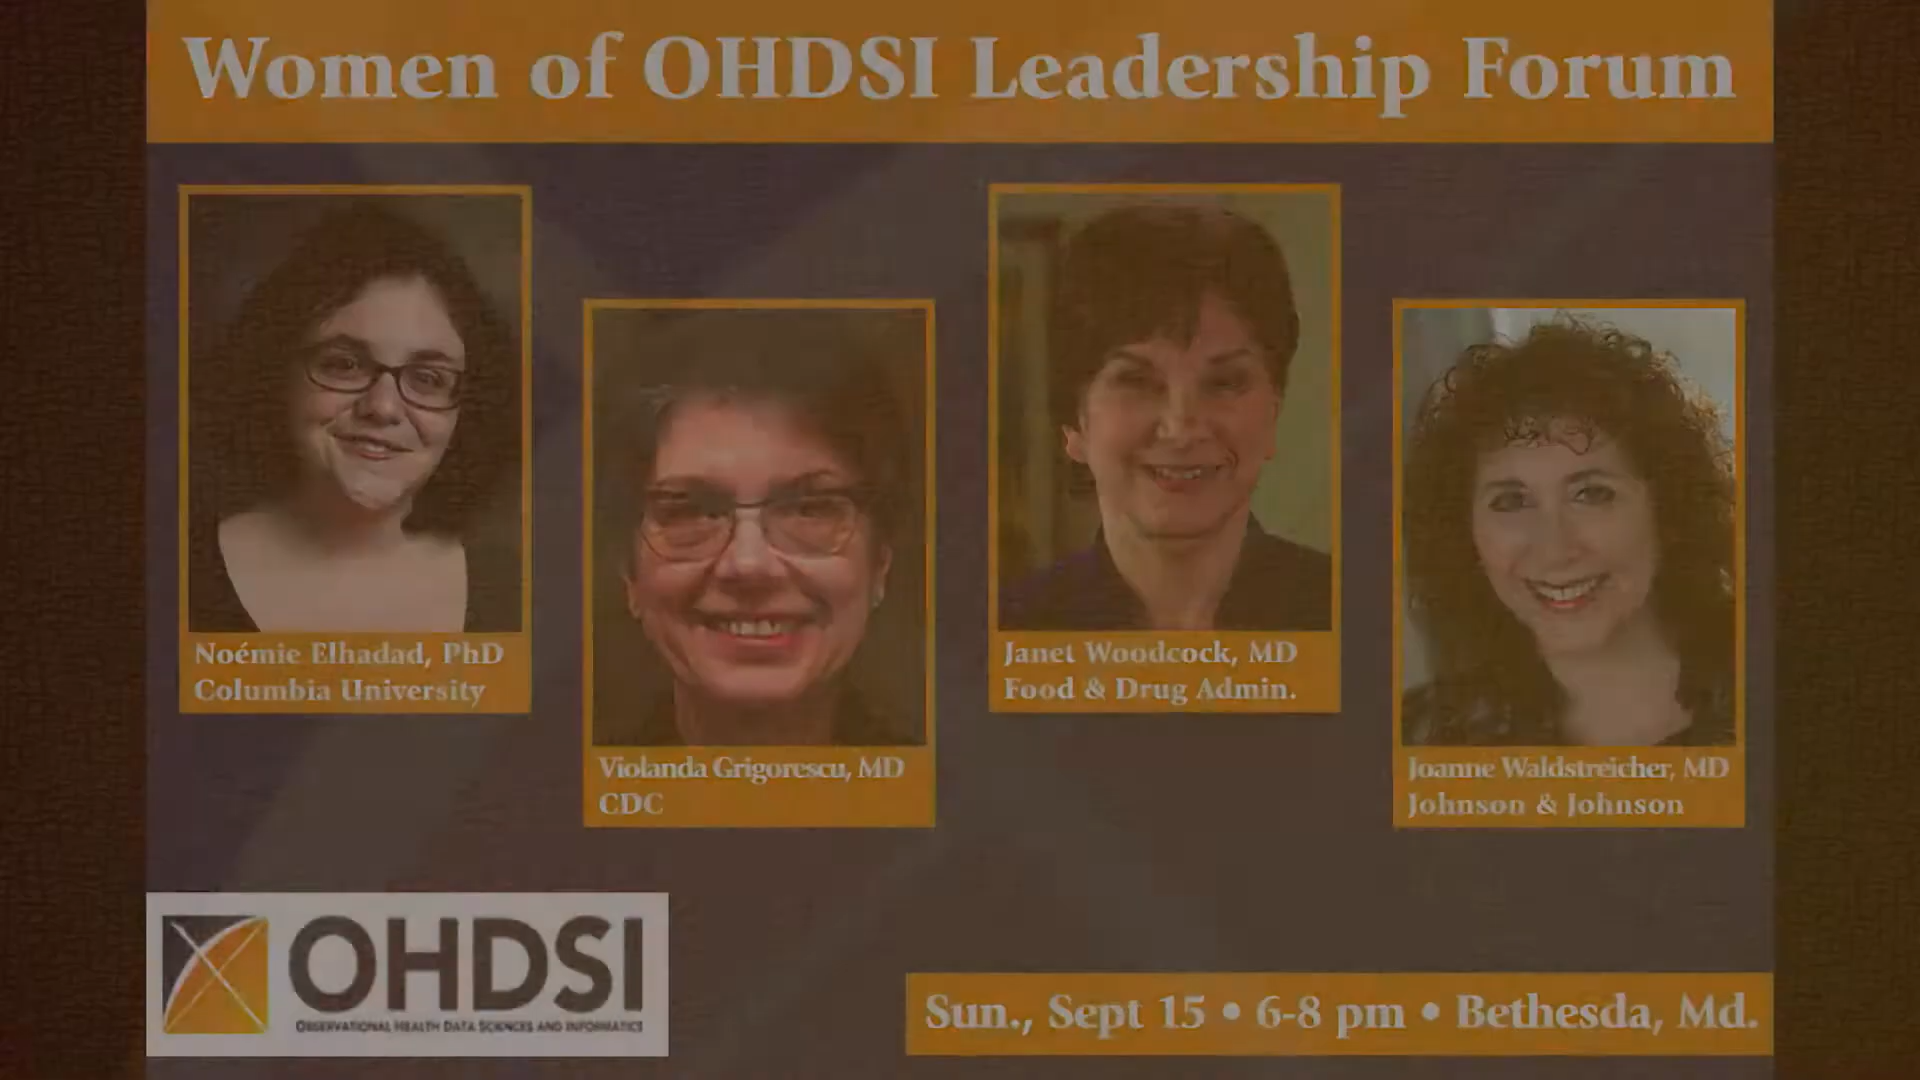 Women of OHDSI Leadership Forum
Noémie Elhadad, PhD
Columbia University
Violanda Grigorescu, MD
CDC
Janet Woodcock, MD
Food & Drug Admin.
Joanne Waldstreicher, MD
Johnson & Johnson
OHDSI
OBSERVATIONAL HEALTH DATA SCIENCES AND INFORMATICS
Sun., Sept 15 • 6-8 pm • Bethesda, Md.